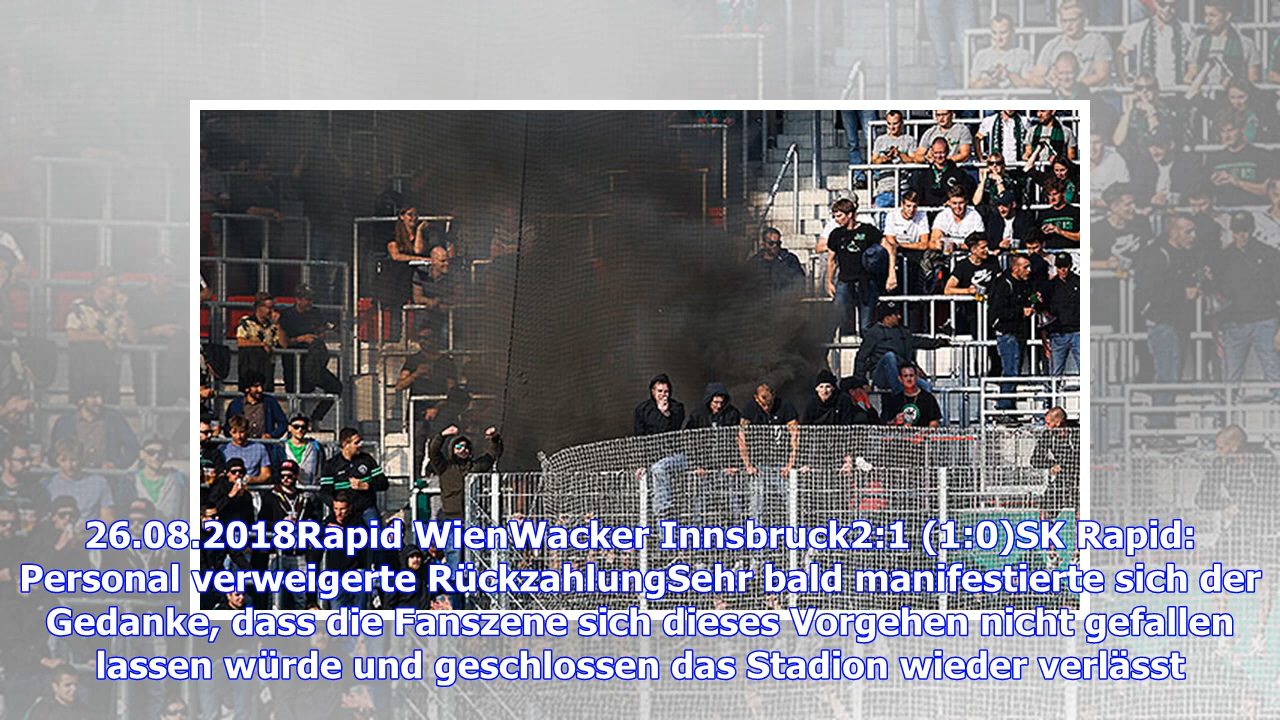 26.08.2018Rapid WienWacker Innsbruck2:1 (1:0)SK Rapid:
Personal verweigerte RückzahlungSehr bald manifestierte sich der
Gedanke, dass die Fanszene sich dieses Vorgehen nicht gefallen
lassen würde und geschlossen das Stadion wieder verlässt